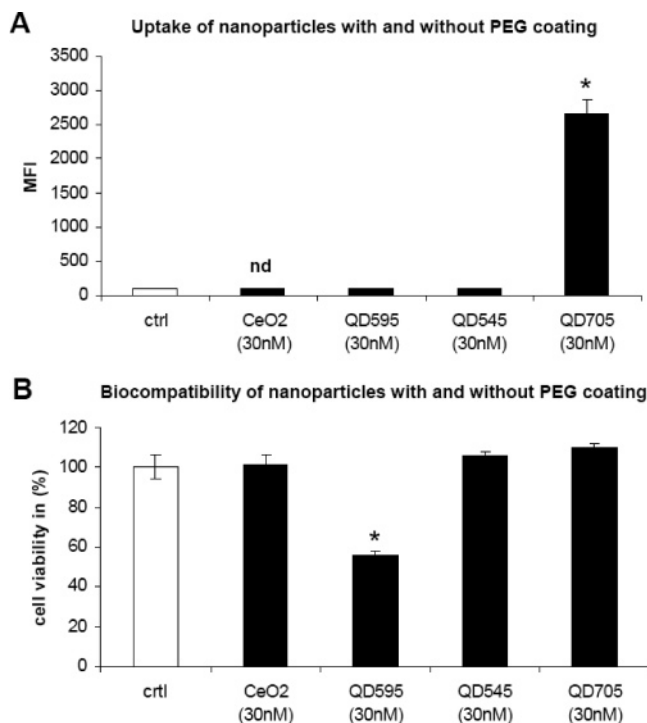 A
Uptake of nanoparticles with and without PEG coating
3500
3000
2500
2000
1500
1000
500
0
MFI
nd
*
ctrl
CeO2
(30nM)
QD595
(30nM)
QD545
(30nM)
QD705
(30nM)
B
Biocompatibility of nanoparticles with and without PEG coating
120
100
80
60
40
20
0
cell viability in (%)
*
crtl
CeO2
(30nM)
QD595
(30nM)
QD545
(30nM)
QD705
(30nM)